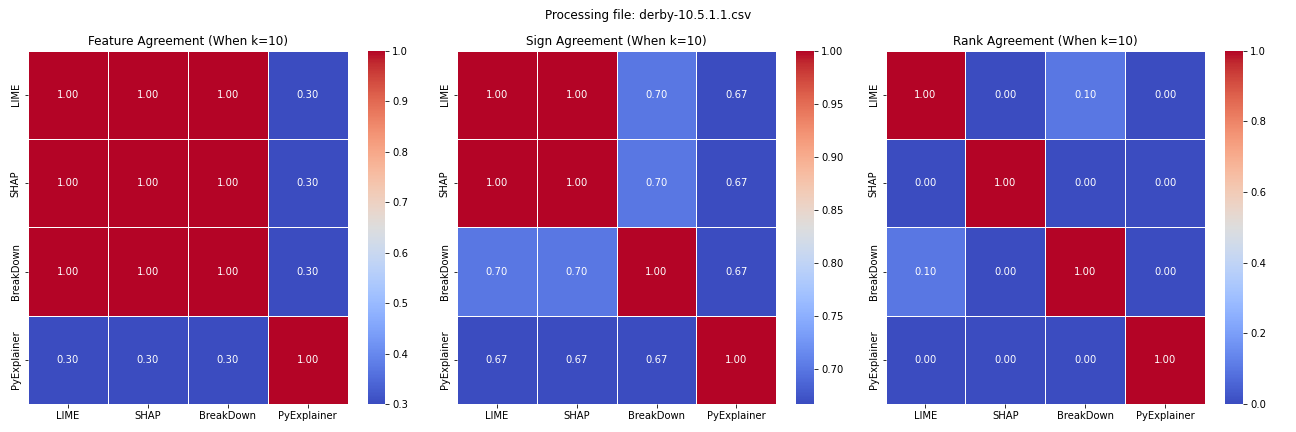 Processing file: derby-10.5.1.1.csv
Feature Agreement (When k=10)
LIME 1.00 1.00 1.00 0.30
SHAP 1.00 1.00 1.00 0.30
BreakDown 1.00 1.00 1.00 0.30
PyExplainer 0.30 0.30 0.30 1.00
LIME SHAP BreakDown PyExplainer
1.0
0.9
0.8
0.7
0.6
0.5
0.4
0.3
Sign Agreement (When k=10)
LIME 1.00 1.00 0.70 0.67
SHAP 1.00 1.00 0.70 0.67
BreakDown 0.70 0.70 1.00 0.67
PyExplainer 0.67 0.67 0.67 1.00
LIME SHAP BreakDown PyExplainer
1.00
0.95
0.90
0.85
0.80
0.75
0.70
Rank Agreement (When k=10)
LIME 1.00 0.00 0.10 0.00
SHAP 0.00 1.00 0.00 0.00
BreakDown 0.10 0.00 1.00 0.00
PyExplainer 0.00 0.00 0.00 1.00
LIME SHAP BreakDown PyExplainer
1.0
0.8
0.6
0.4
0.2
0.0